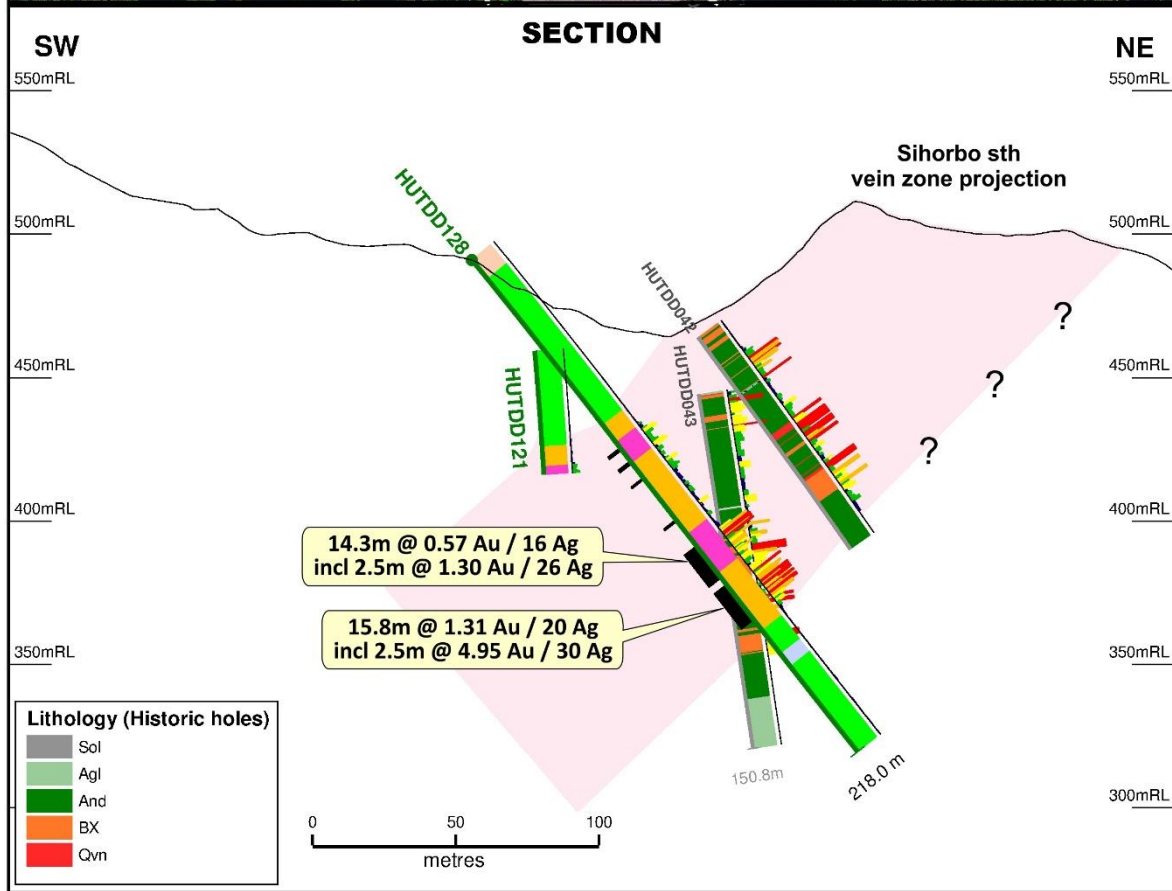 SECTION
SW
NE
550mRL
550mRL
Sihorbo sth
vein zone projection
HUTDD128
500mRL
500mRL
HUTDD042
?
HUTDD043
450mRL
450mRL
HUTDD121
?
?
400mRL
400mRL
14.3m @ 0.57 Au / 16 Ag
incl 2.5m @ 1.30 Au / 26 Ag
15.8m @ 1.31 Au / 20 Ag
incl 2.5m @ 4.95 Au / 30 Ag
350mRL
350mRL
Lithology (Historic holes)
Sol
Agl
And
BX
Qvn
150.8m
218.0 m
300mRL
0
50
100
metres